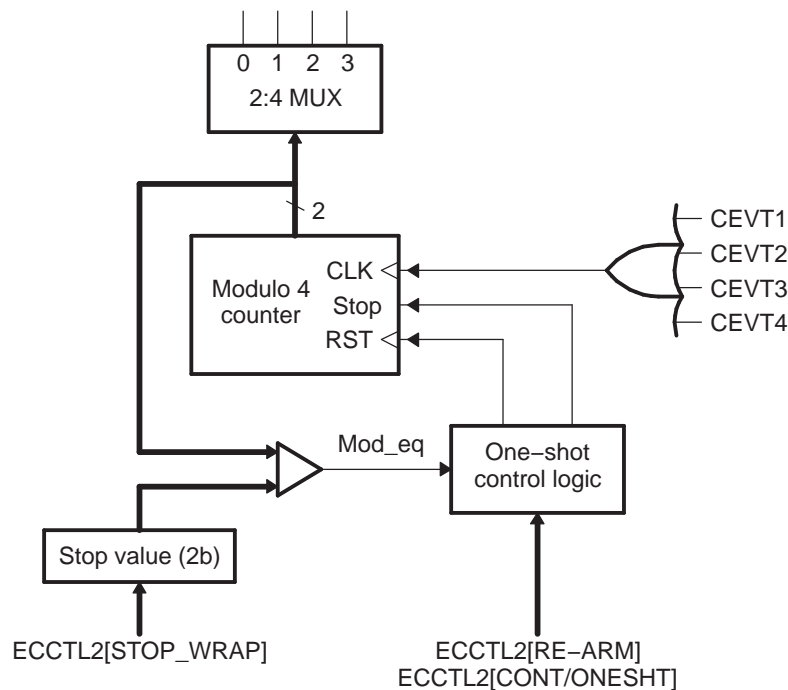 0 1 2 3
2:4 MUX
2
CEVT1
CEVT2
CEVT3
CEVT4
CLK
Modulo 4
counter
Stop
RST
Mod_eq
One−shot
control logic
Stop value (2b)
ECCTL2[STOP_WRAP]
ECCTL2[RE−ARM]
ECCTL2[CONT/ONESHT]